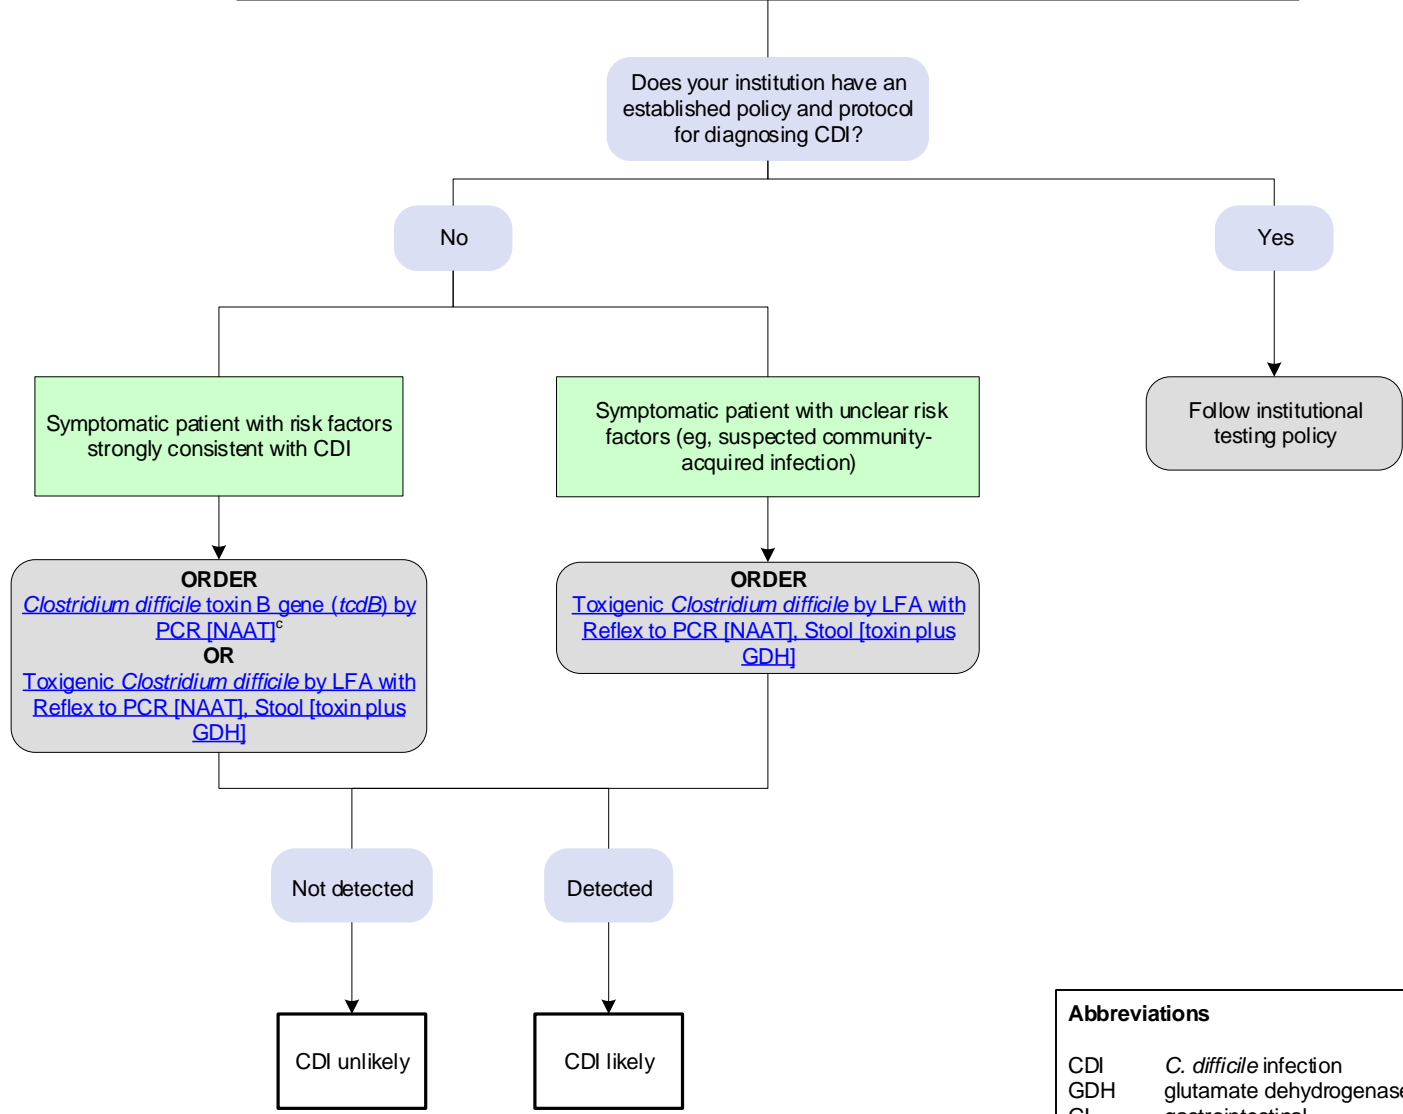 Does your institution have an
established policy and protocol
for diagnosing CDI?
No
Yes
Symptomatic patient with risk factors
strongly consistent with CDI
Symptomatic patient with unclear risk
factors (eg, suspected community-
acquired infection)
Follow institutional
testing policy
ORDER
Clostridium difficile toxin B gene (tcdB) by
PCR [NAAT]c
OR
Toxigenic Clostridium difficile by LFA with
Reflex to PCR [NAAT], Stool [toxin plus
GDH]
ORDER
Toxigenic Clostridium difficile by LFA with
Reflex to PCR [NAAT], Stool [toxin plus
GDH]
Not detected
Detected
CDI unlikely
CDI likely
Abbreviations
CDI C. difficile infection
GDH glutamate dehydrogenase
GI gastrointestinal